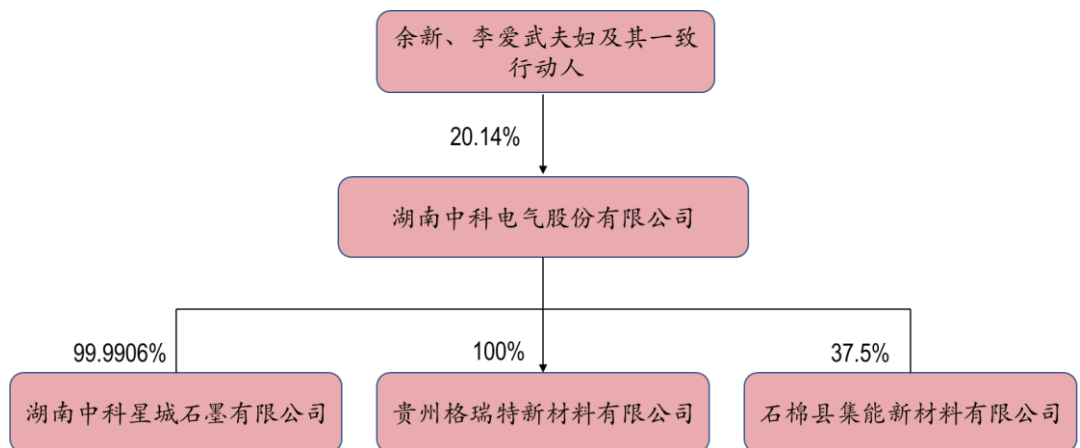 余新、李爱武夫妇及其一致
行动人
20.14%
湖南中科电气股份有限公司
99.9906%
100%
37.5%
湖南中科星城石墨有限公司
贵州格瑞特新材料有限公司
石棉县集能新材料有限公司